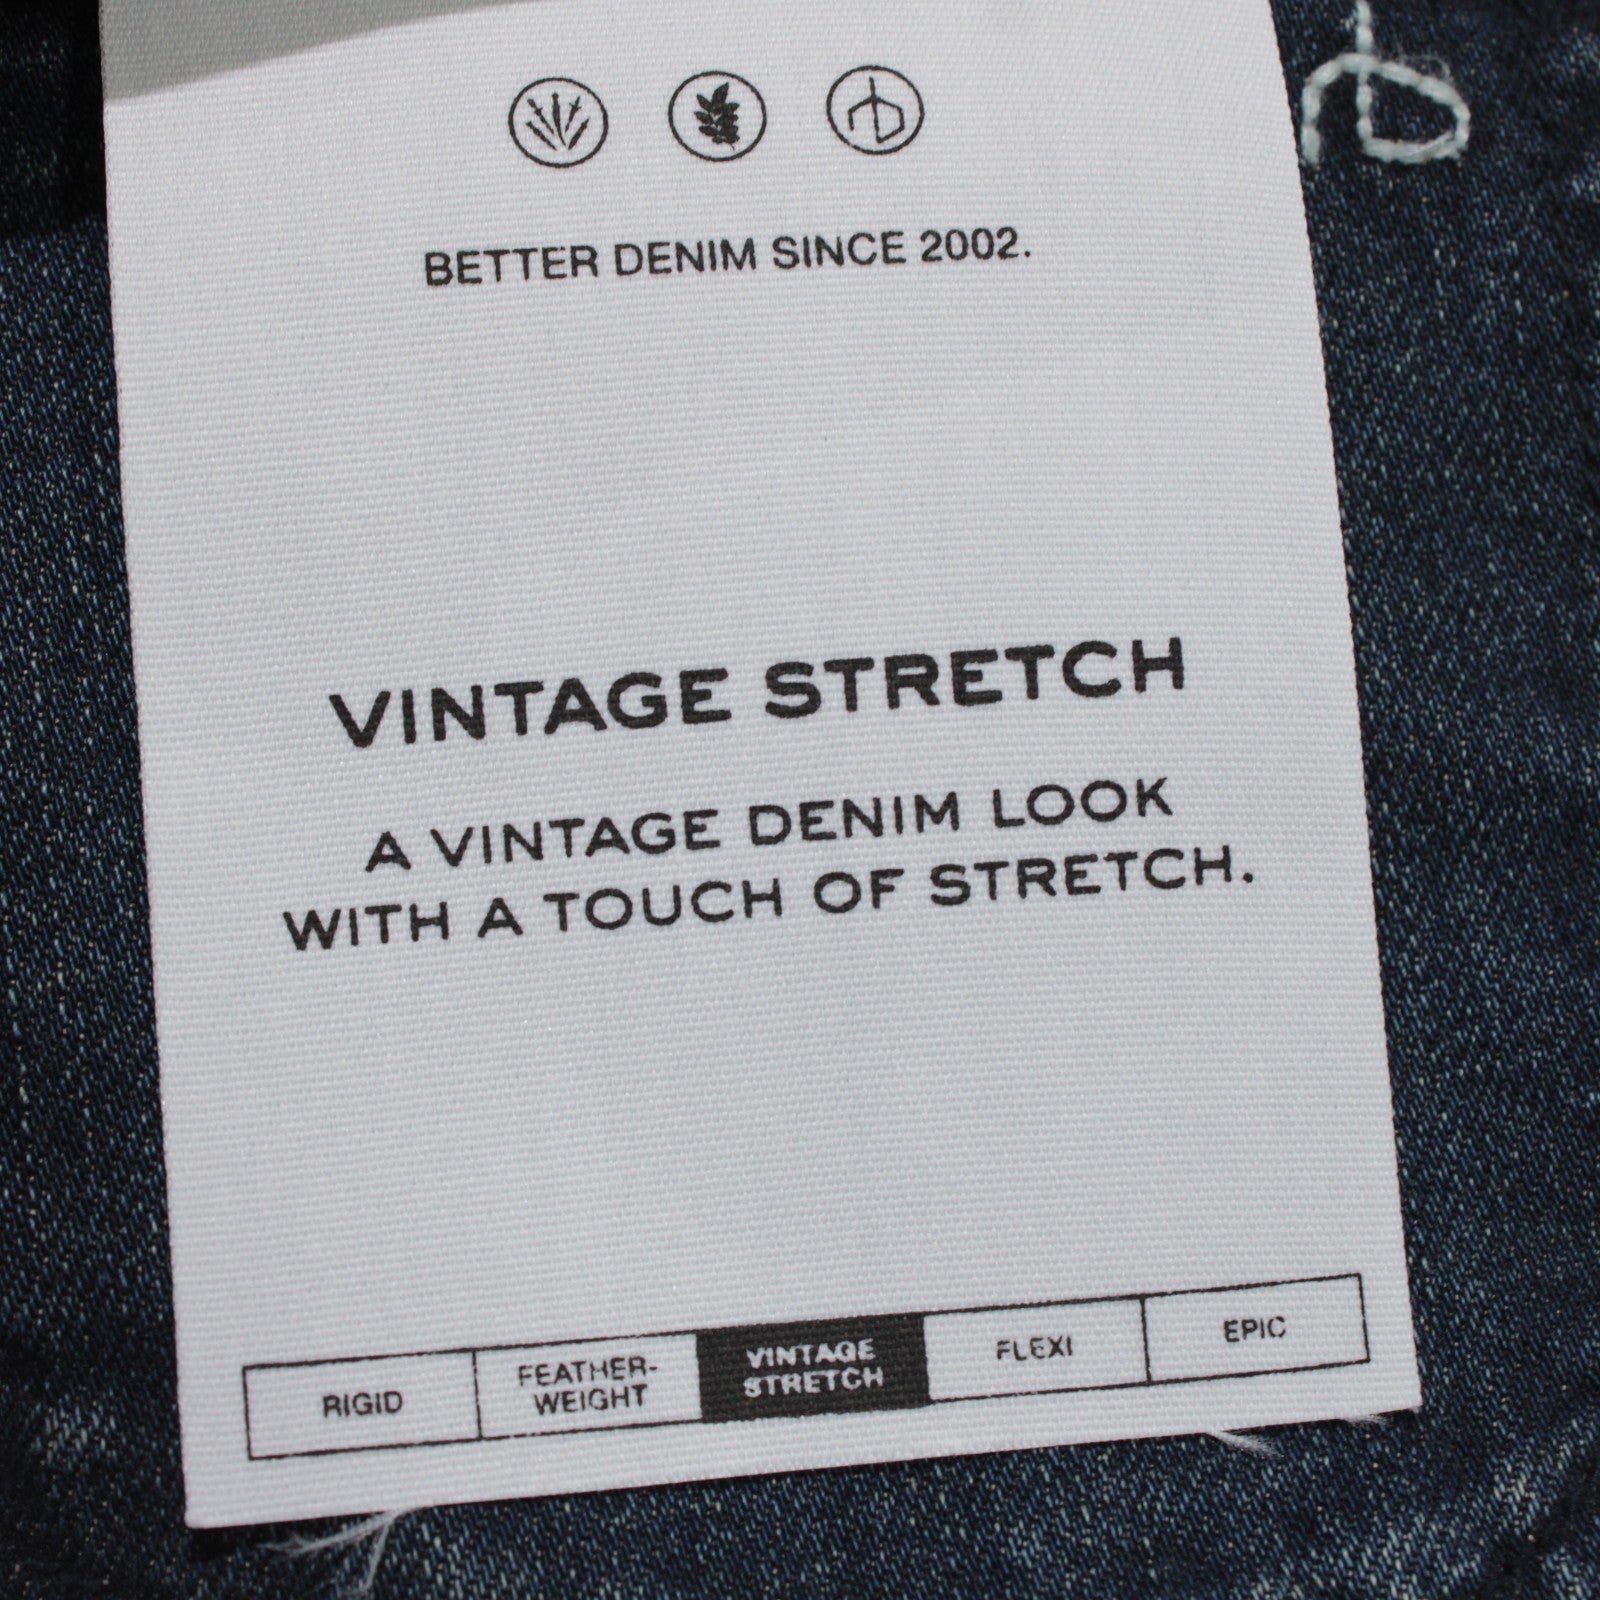 BETTER DENIM SINCE 2002.
VINTAGE STRETCH
A VINTAGE DENIM LOOK
WITH A TOUCH OF STRETCH.
RIGID
FEATHER-
WEIGHT
VINTAGE
STRETCH
FLEXI
EPIC